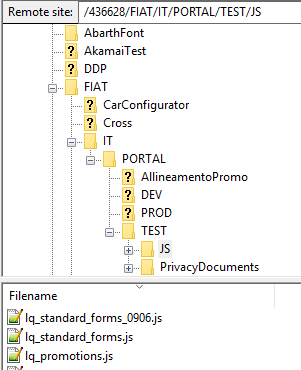 Remote site: /436628/FIAT/IT/PORTAL/TEST/JS
AbarthFont
AkamaiTest
DDP
FIAT
CarConfigurator
Cross
IT
PORTAL
AllineamentoPromo
DEV
PROD
TEST
JS
PrivacyDocuments
Filename
lq_standard_forms_0906.js
lq_standard_forms.js
lq_promotions.js